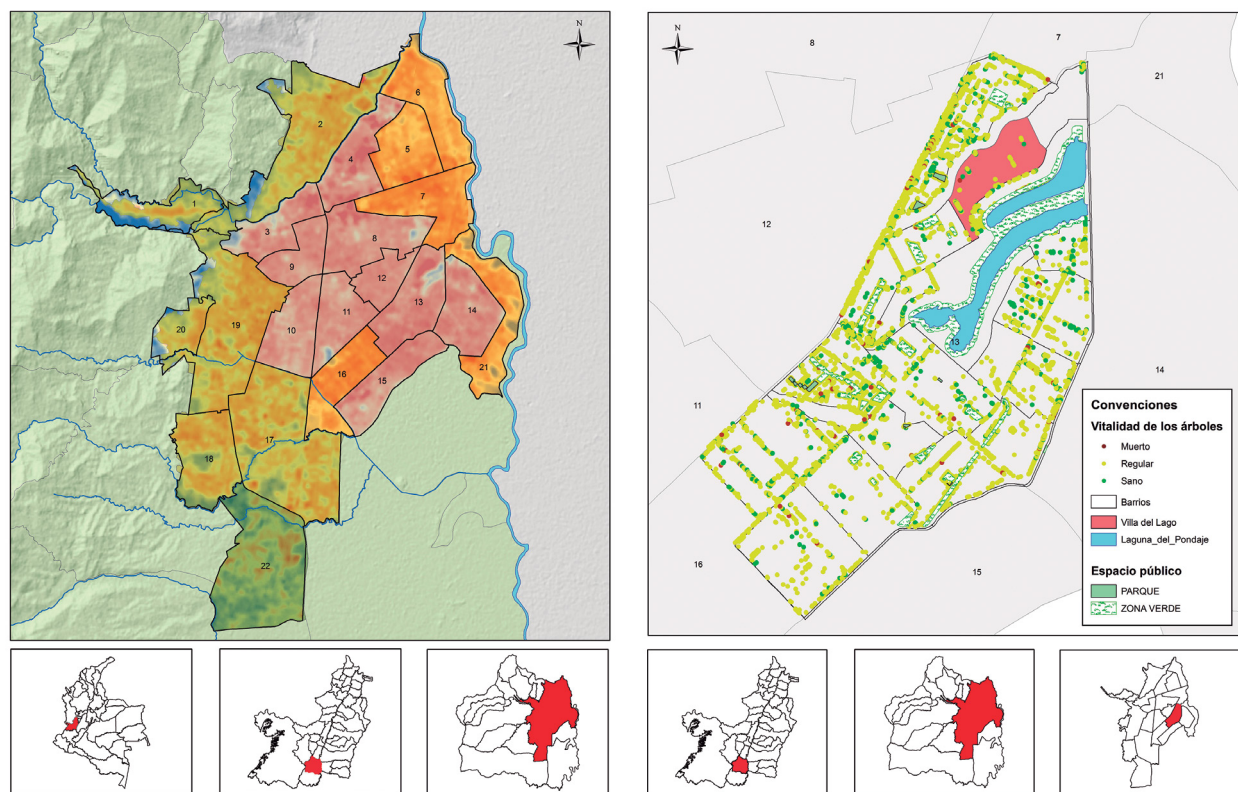 N
6
2
5
4
7
1
3
8
9
12
13
14
11
10
19
20
16
15
21
17
18
22
N
7
8
21
12
13
14
11
16
15
Convenciones
Vitalidad de los árboles
Muerto
Regular
Sano
Barrios
Villa del Lago
Laguna_del_Pondaje
Espacio público
PARQUE
ZONA VERDE